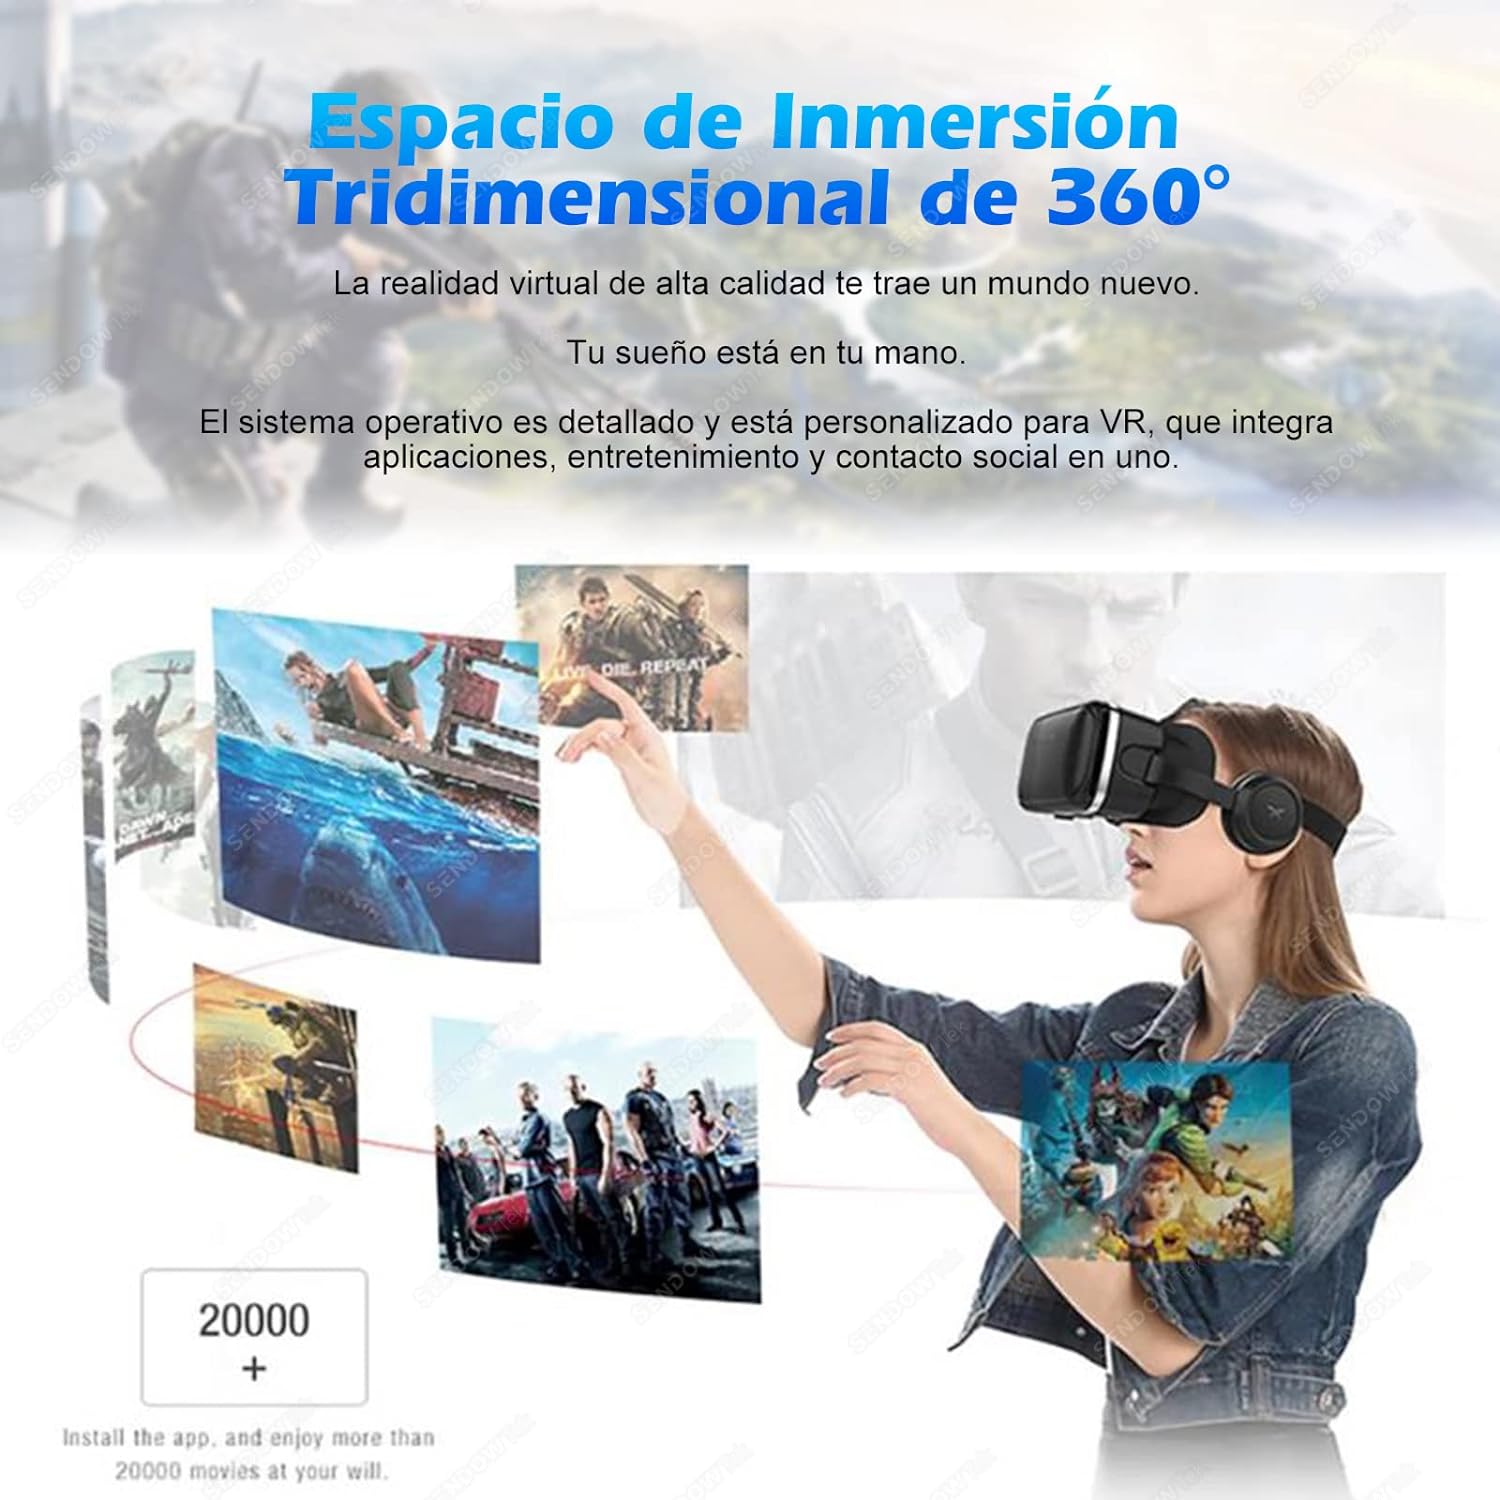 Espacio de Inmersión
Tridimensional de 360°
La realidad virtual de alta calidad te trae un mundo nuevo.
Tu sueño está en tu mano.
El sistema operativo es detallado y está personalizado para VR, que integra
aplicaciones, entretenimiento y contacto social en uno.
LIVE. DIE. REPEAT
DAWN
20000
+
Install the app, and enjoy more than
20000 movies at your will.
SENDOWtek